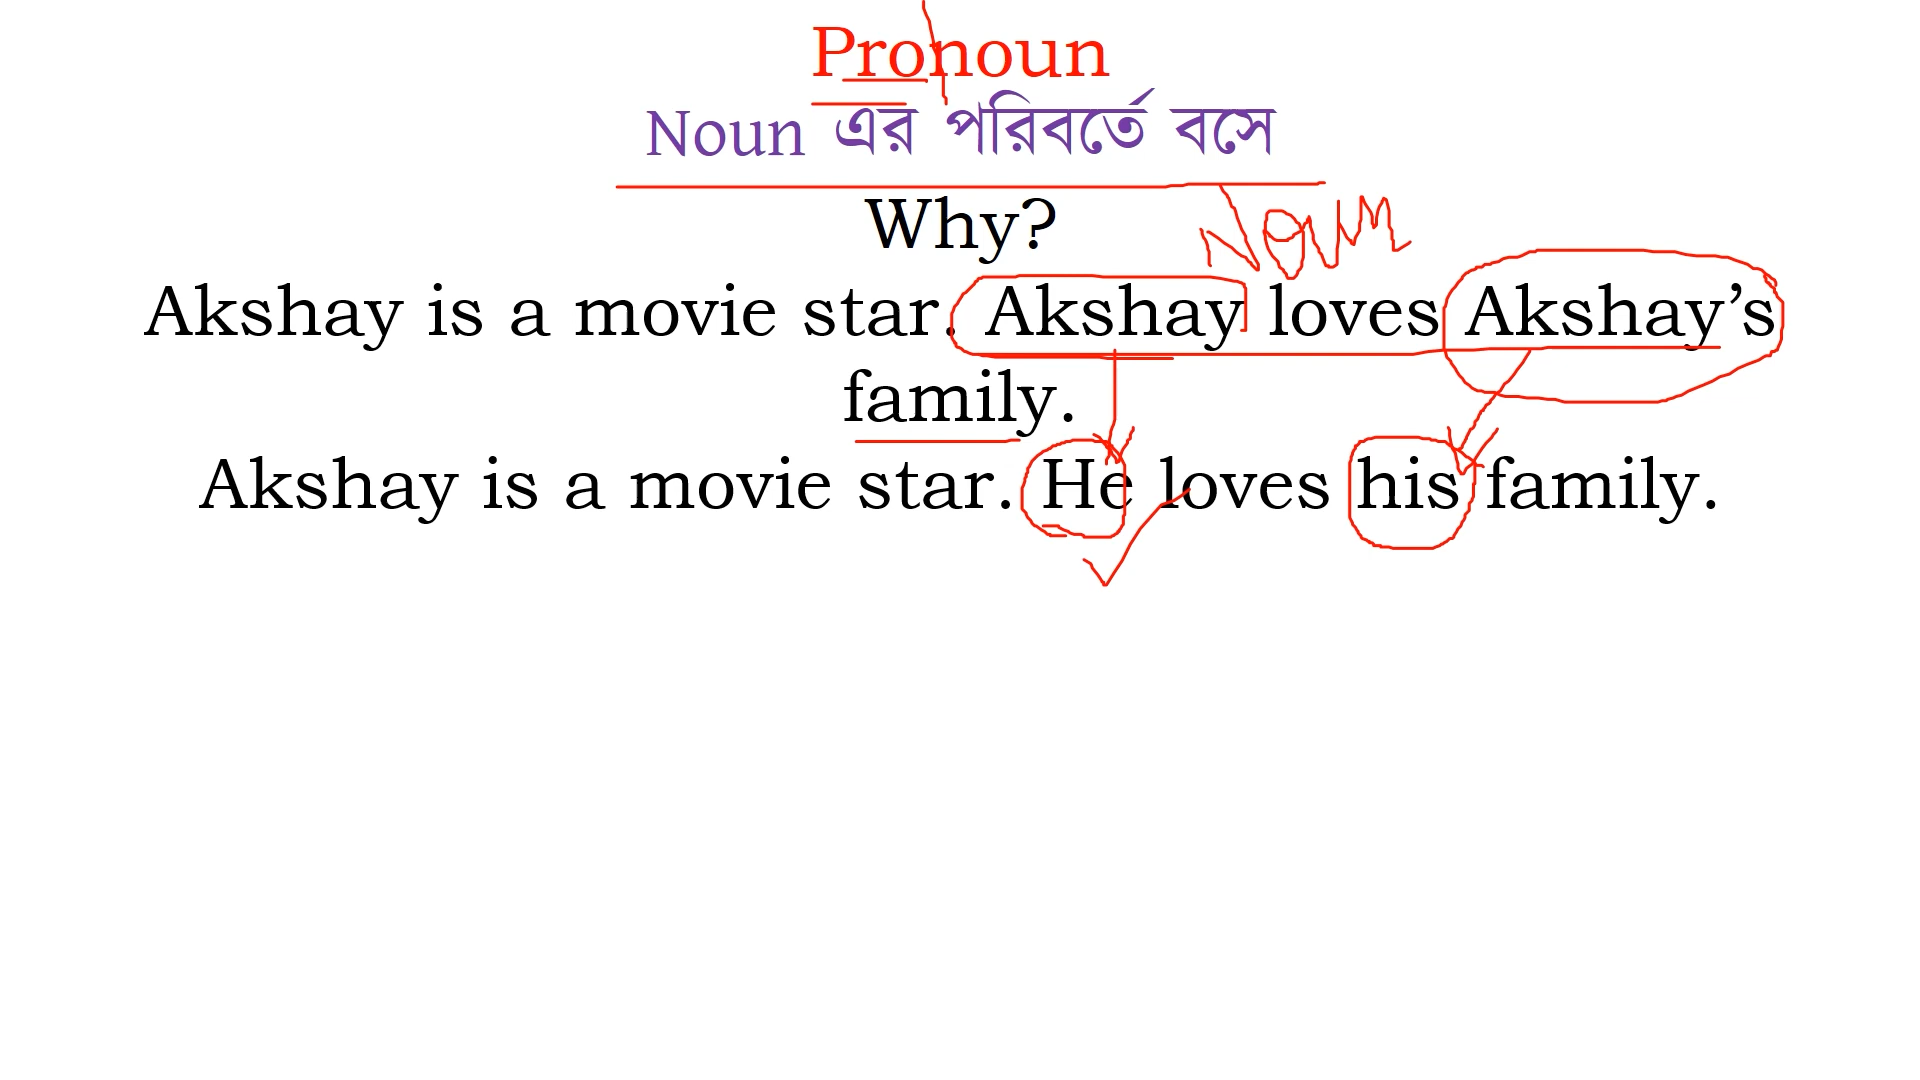 Pronoun
Noun এর পরিবর্তে বসে
Why?
Noun
Akshay is a movie star. Akshay loves Akshay’s
family.
Akshay is a movie star. He loves his family.